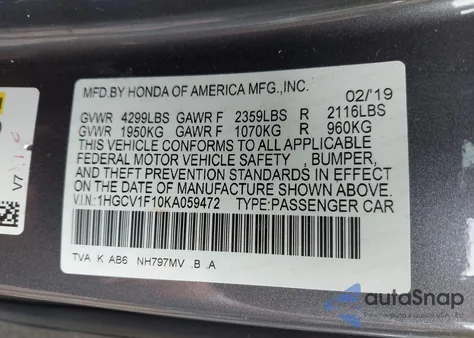 MFD.BY HONDA OF AMERICA MFG.,INC. 02/'19
GVWR 4299LBS GAWR F 2359LBS R 2116LBS
GVWR 1950KG GAWR F 1070KG R 960KG
THIS VEHICLE CONFORMS TO ALL APPLICABLE
FEDERAL MOTOR VEHICLE SAFETY , BUMPER,
AND THEFT PREVENTION STANDARDS IN EFFECT
ON THE DATE OF MANUFACTURE SHOWN ABOVE.
V.I.N.:1HGCV1F10KA059472 TYPE:PASSENGER CAR
TVA K AB6 NH797MV .B .A
V7
autoSnap